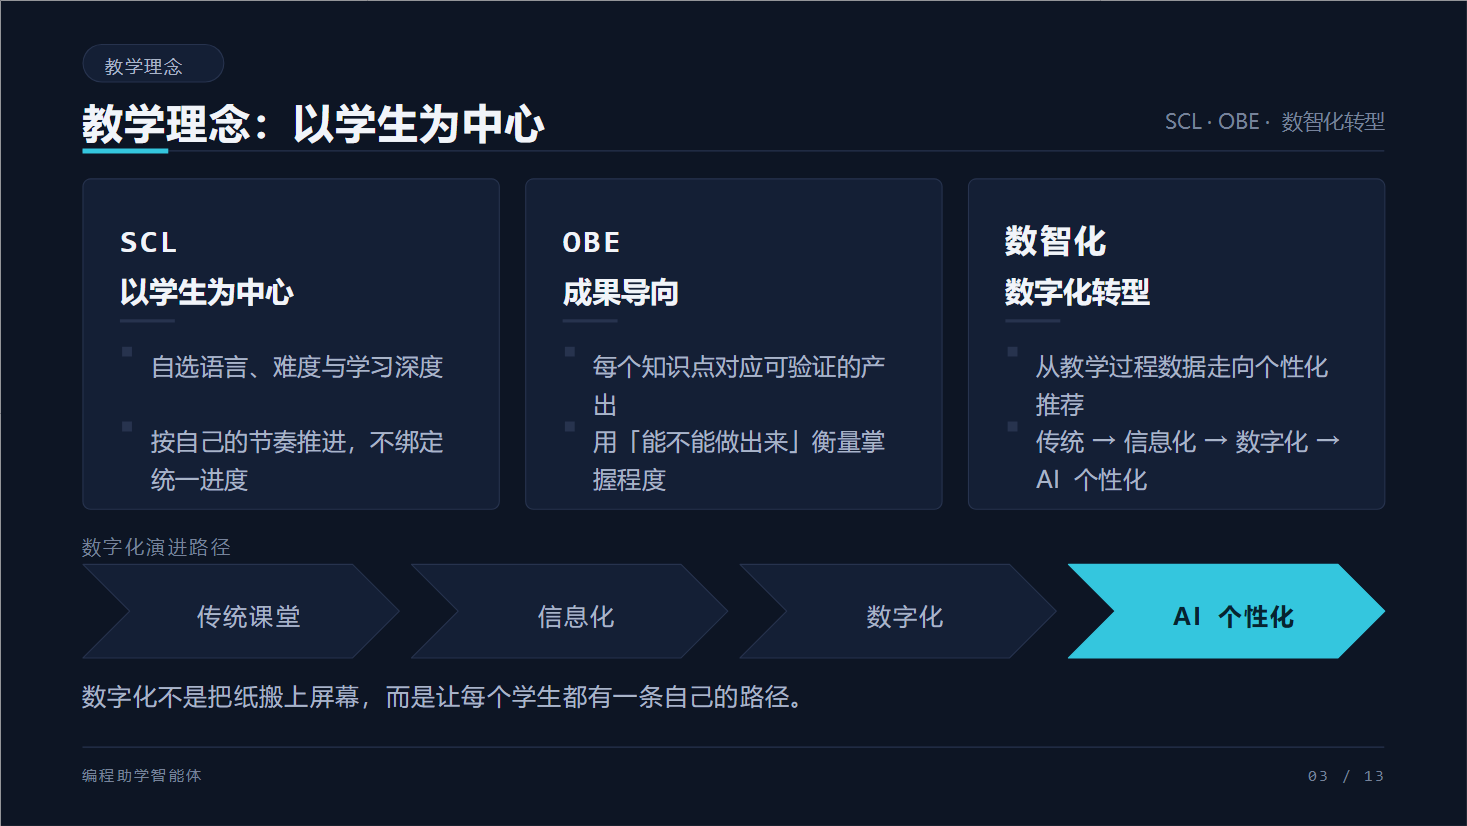 教学理念
教学理念：以学生为中心
SCL · OBE · 数智化转型
SCL
以学生为中心
自选语言、难度与学习深度
按自己的节奏推进，不绑定
统一进度
OBE
成果导向
每个知识点对应可验证的产
出
用「能不能做出来」衡量掌
握程度
数智化
数字化转型
从教学过程数据走向个性化
推荐
传统 → 信息化 → 数字化 →
AI 个性化
数字化演进路径
传统课堂
信息化
数字化
AI 个性化
数字化不是把纸搬上屏幕，而是让每个学生都有一条自己的路径。
编程助学智能体
03 / 13